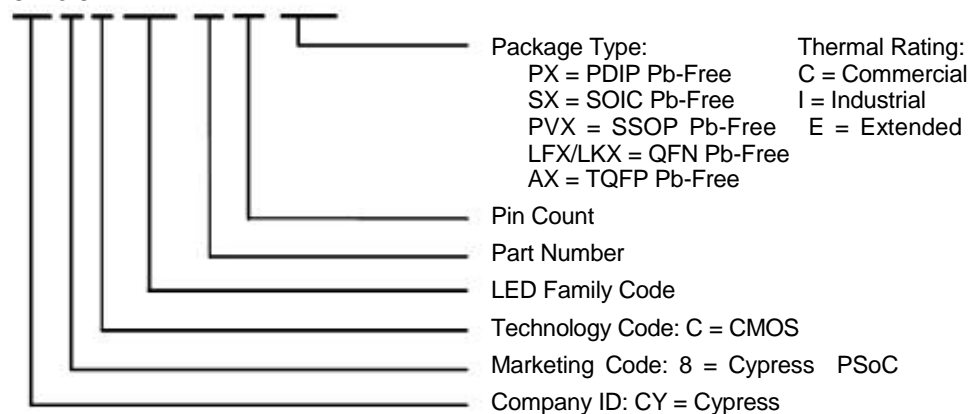 Package Type: Thermal Rating:
PX = PDIP Pb-Free C = Commercial
SX = SOIC Pb-Free I = Industrial
PVX = SSOP Pb-Free E = Extended
LFX/LKX = QFN Pb-Free
AX = TQFP Pb-Free
Pin Count
Part Number
LED Family Code
Technology Code: C = CMOS
Marketing Code: 8 = Cypress PSoC
Company ID: CY = Cypress